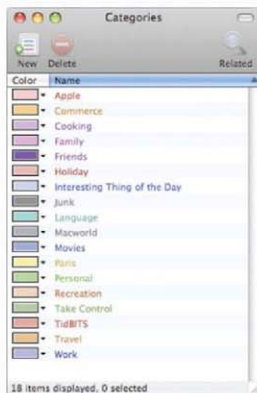 Categories
New Delete Related
Color Name
Apple
Commerce
Cooking
Family
Friends
Holiday
Interesting Thing of the Day
Junk
Language
Macworld
Movies
Paris
Personal
Recreation
Take Control
TidBITS
Travel
Work
18 items displayed, 0 selected